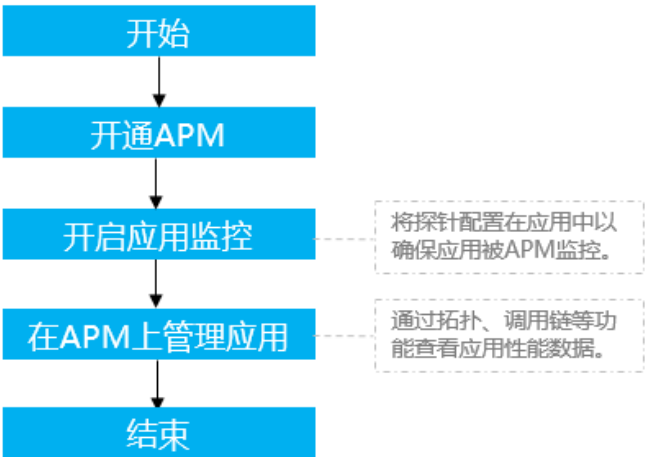 开始
开通APM
开启应用监控
将探针配置在应用中以
确保应用被APM监控。
在APM上管理应用
通过拓扑、调用链等功
能查看应用性能数据。
结束